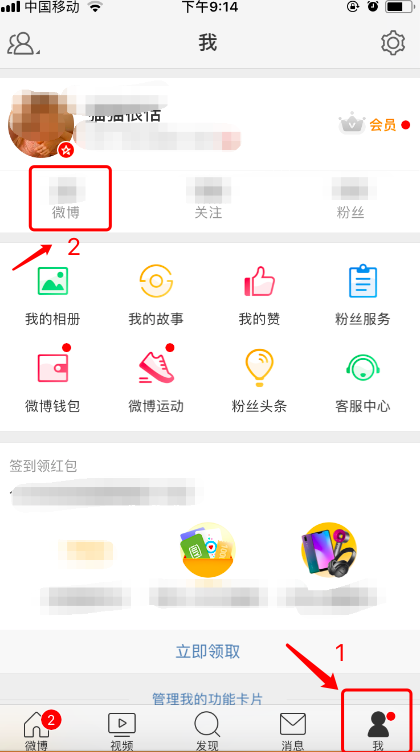 中国移动 下午9:14
我
会员
微博 关注 粉丝
2
我的相册 我的故事 我的赞 粉丝服务
微博钱包 微博运动 粉丝头条 客服中心
签到领红包
立即领取
1
管理我的功能卡片
2
微博 视频 发现 消息 我